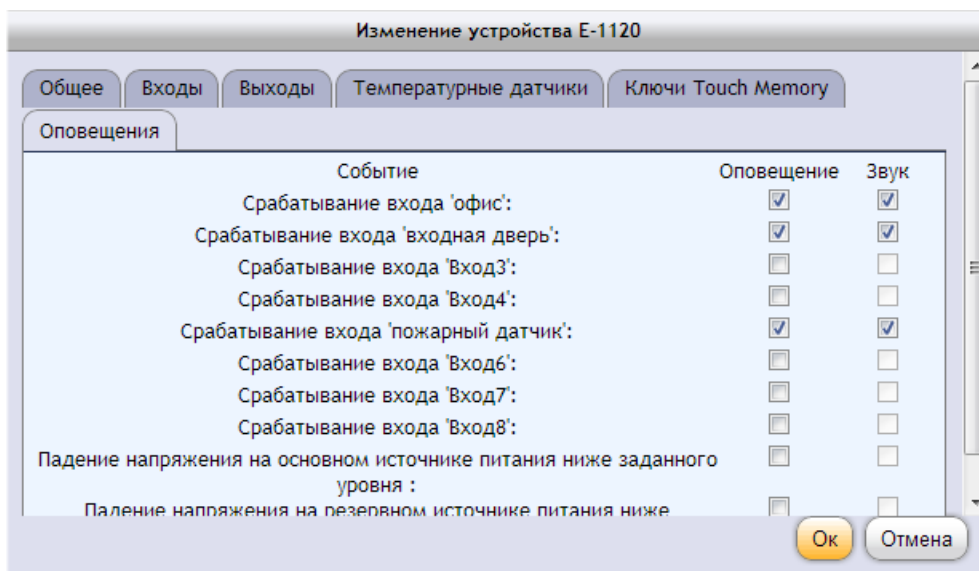 Изменение устройства E-1120
Общее Входы Выходы Температурные датчики Ключи Touch Memory
Оповещения
Событие Оповещение Звук
Срабатывание входа 'офис':
Срабатывание входа 'входная дверь':
Срабатывание входа 'Вход3':
Срабатывание входа 'Вход4':
Срабатывание входа 'пожарный датчик':
Срабатывание входа 'Вход6':
Срабатывание входа 'Вход7':
Срабатывание входа 'Вход8':
Падение напряжения на основном источнике питания ниже заданного
уровня :
Падение напряжения на резервном источнике питания ниже
Ок Отмена